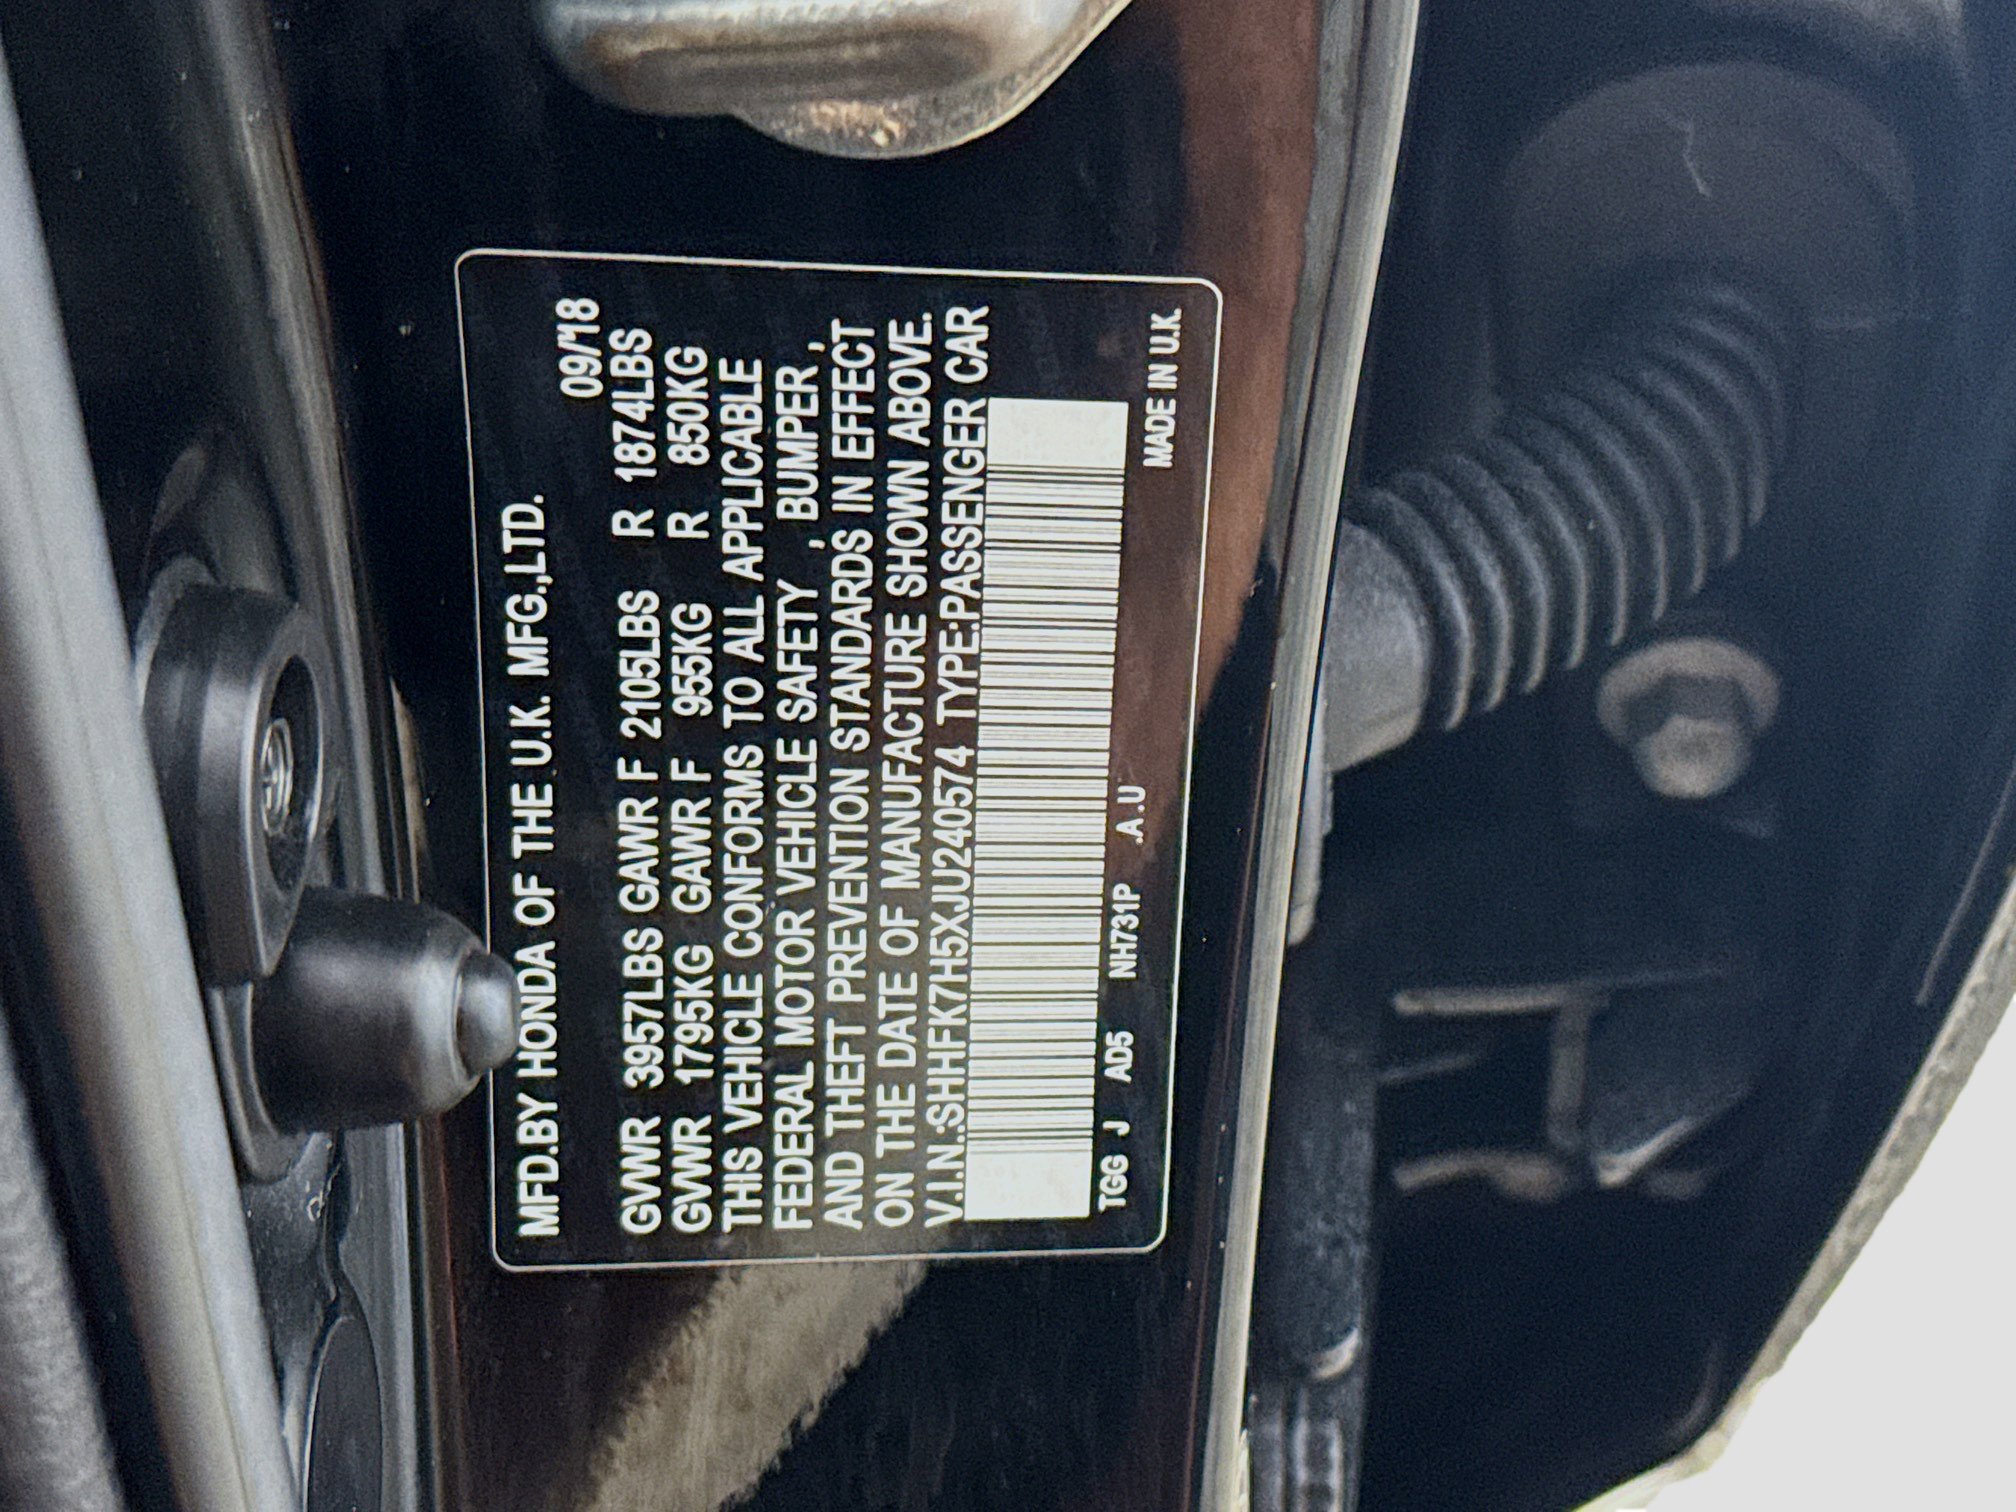 MFD.BY HONDA OF THE U.K. MFG.,LTD.
09/'18
GVWR 3957LBS GAWR F 2105LBS R 1874LBS
GVWR 1795KG GAWR F 955KG R 850KG
THIS VEHICLE CONFORMS TO ALL APPLICABLE
FEDERAL MOTOR VEHICLE SAFETY , BUMPER ,
AND THEFT PREVENTION STANDARDS IN EFFECT
ON THE DATE OF MANUFACTURE SHOWN ABOVE.
V.I.N.SHHFK7H5XJU240574 TYPE:PASSENGER CAR
TGG J AD5 NH731P .A.U MADE IN U.K.